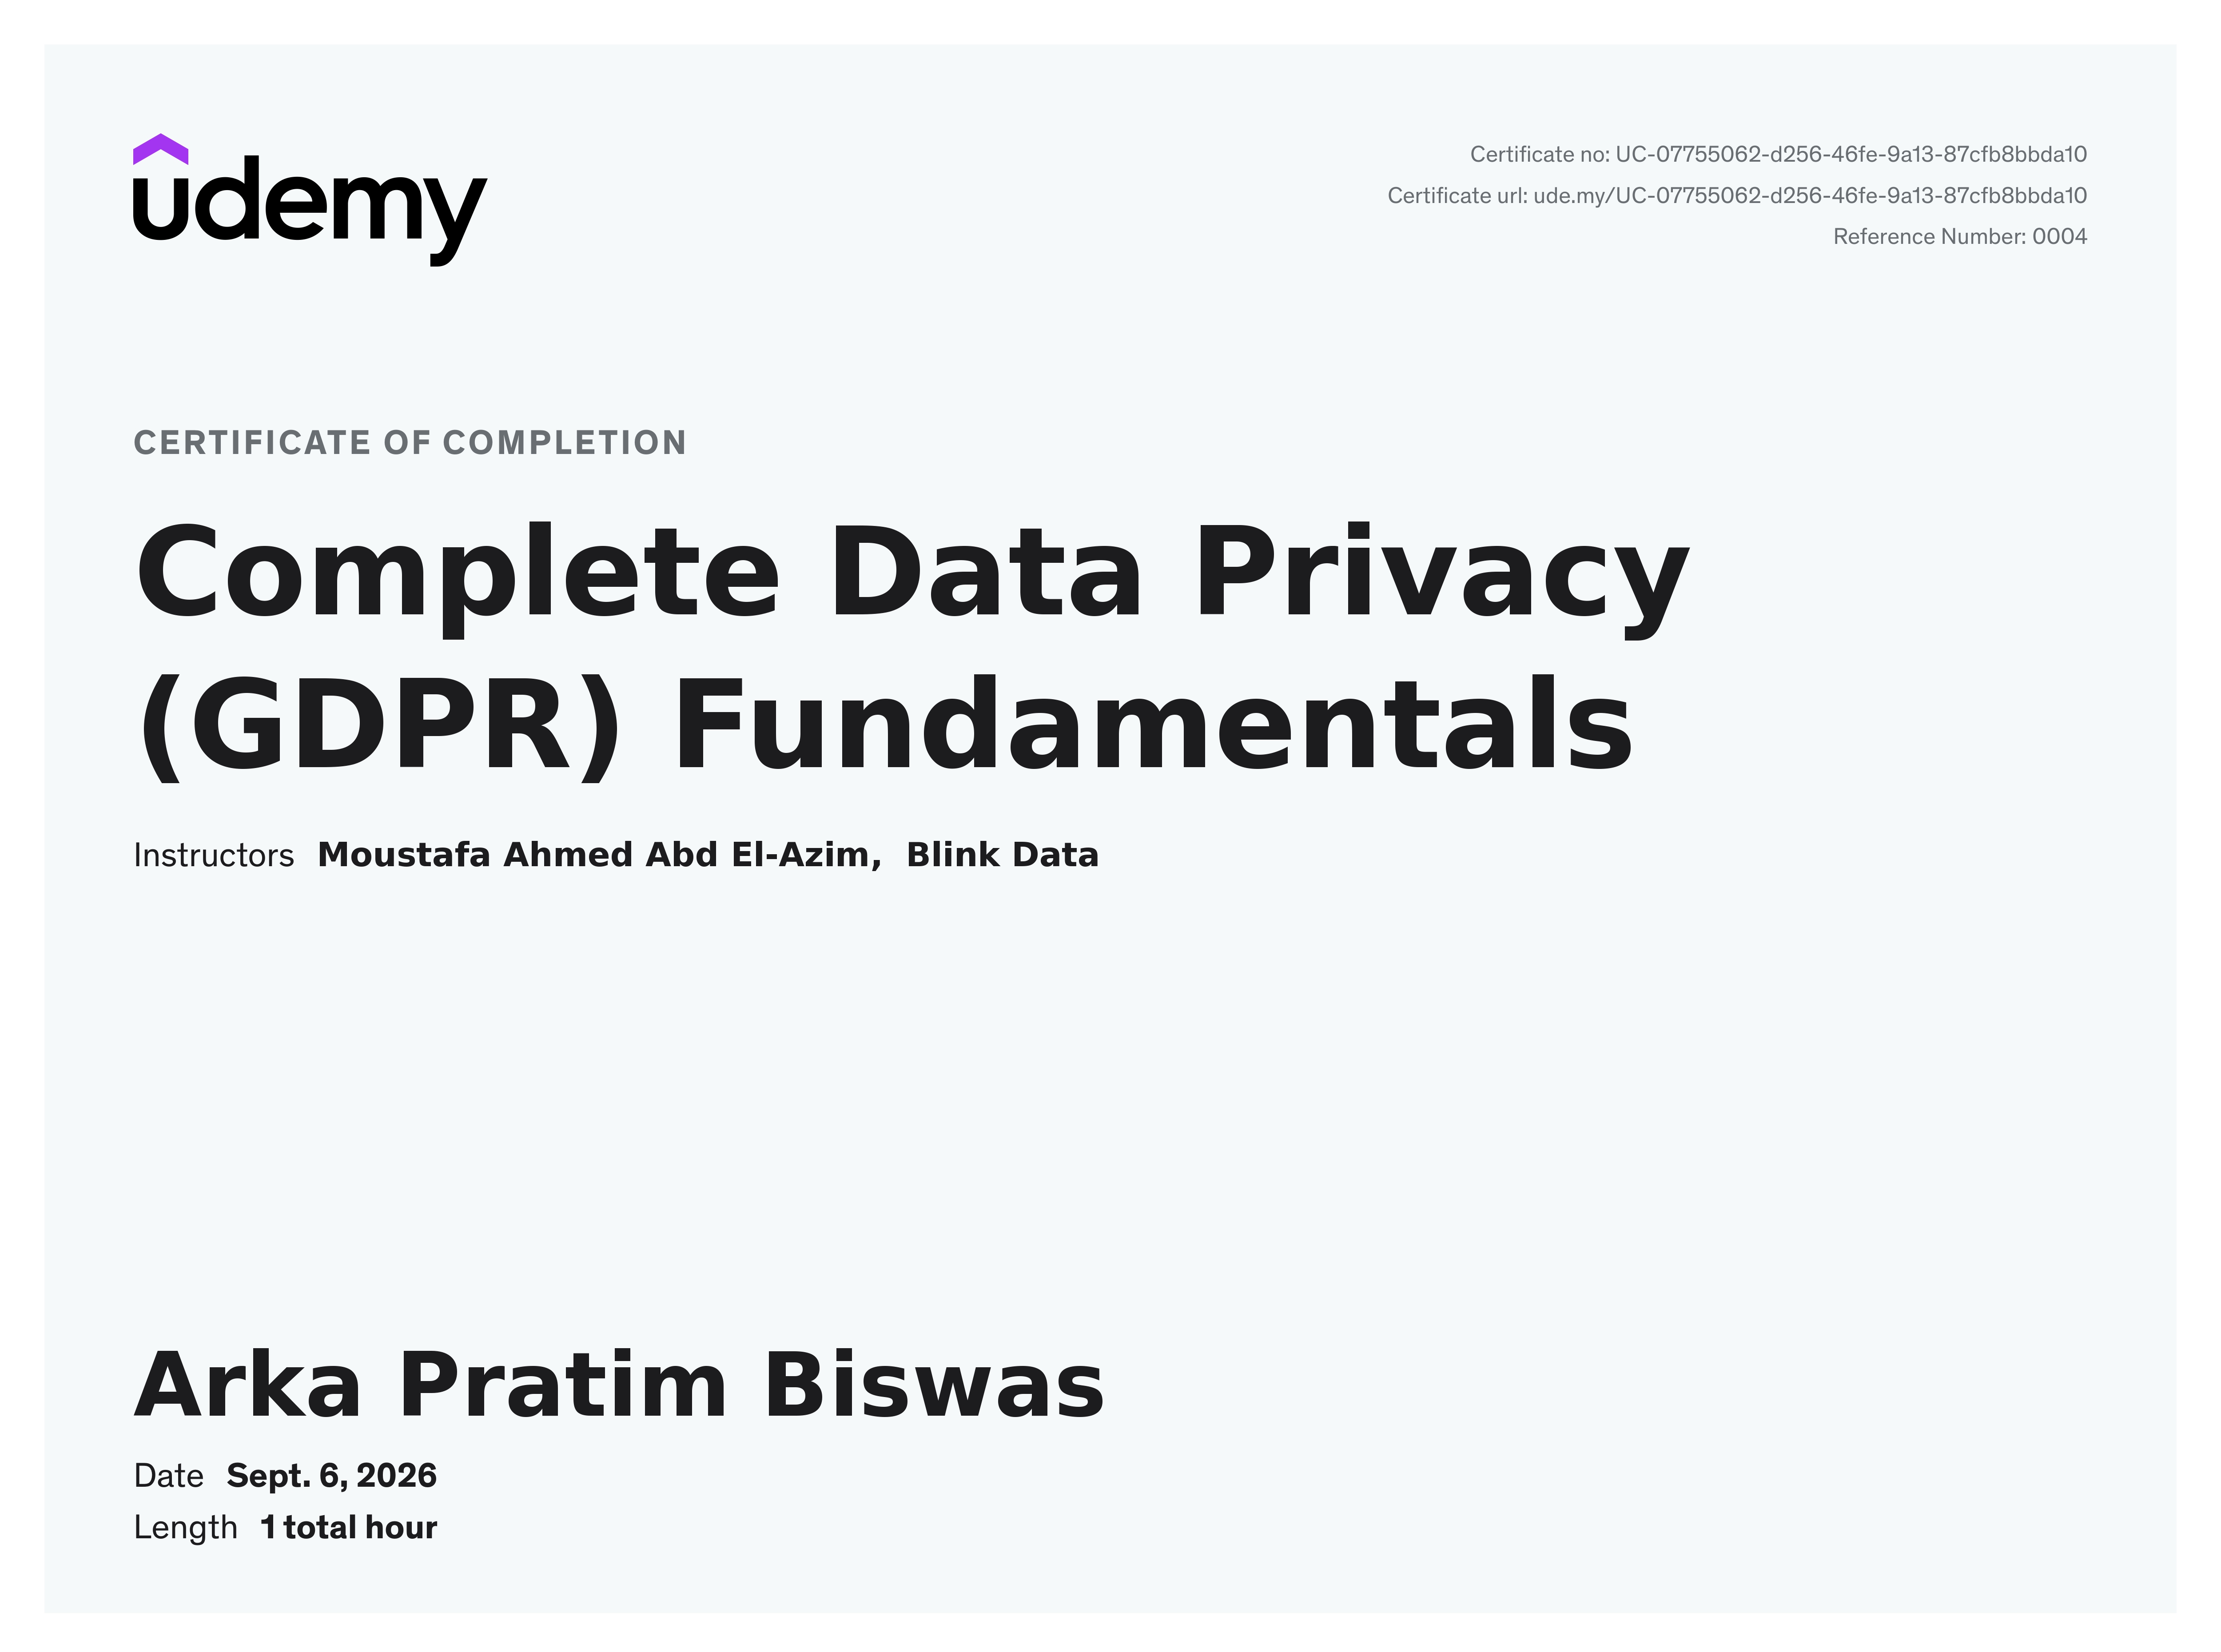 udemy
Certificate no: UC-07755062-d256-46fe-9a13-87cfb8bbda10
Certificate url: ude.my/UC-07755062-d256-46fe-9a13-87cfb8bbda10
Reference Number: 0004
CERTIFICATE OF COMPLETION
Complete Data Privacy
(GDPR) Fundamentals
Instructors Moustafa Ahmed Abd El-Azim, Blink Data
Arka Pratim Biswas
Date Sept. 6, 2026
Length 1 total hour